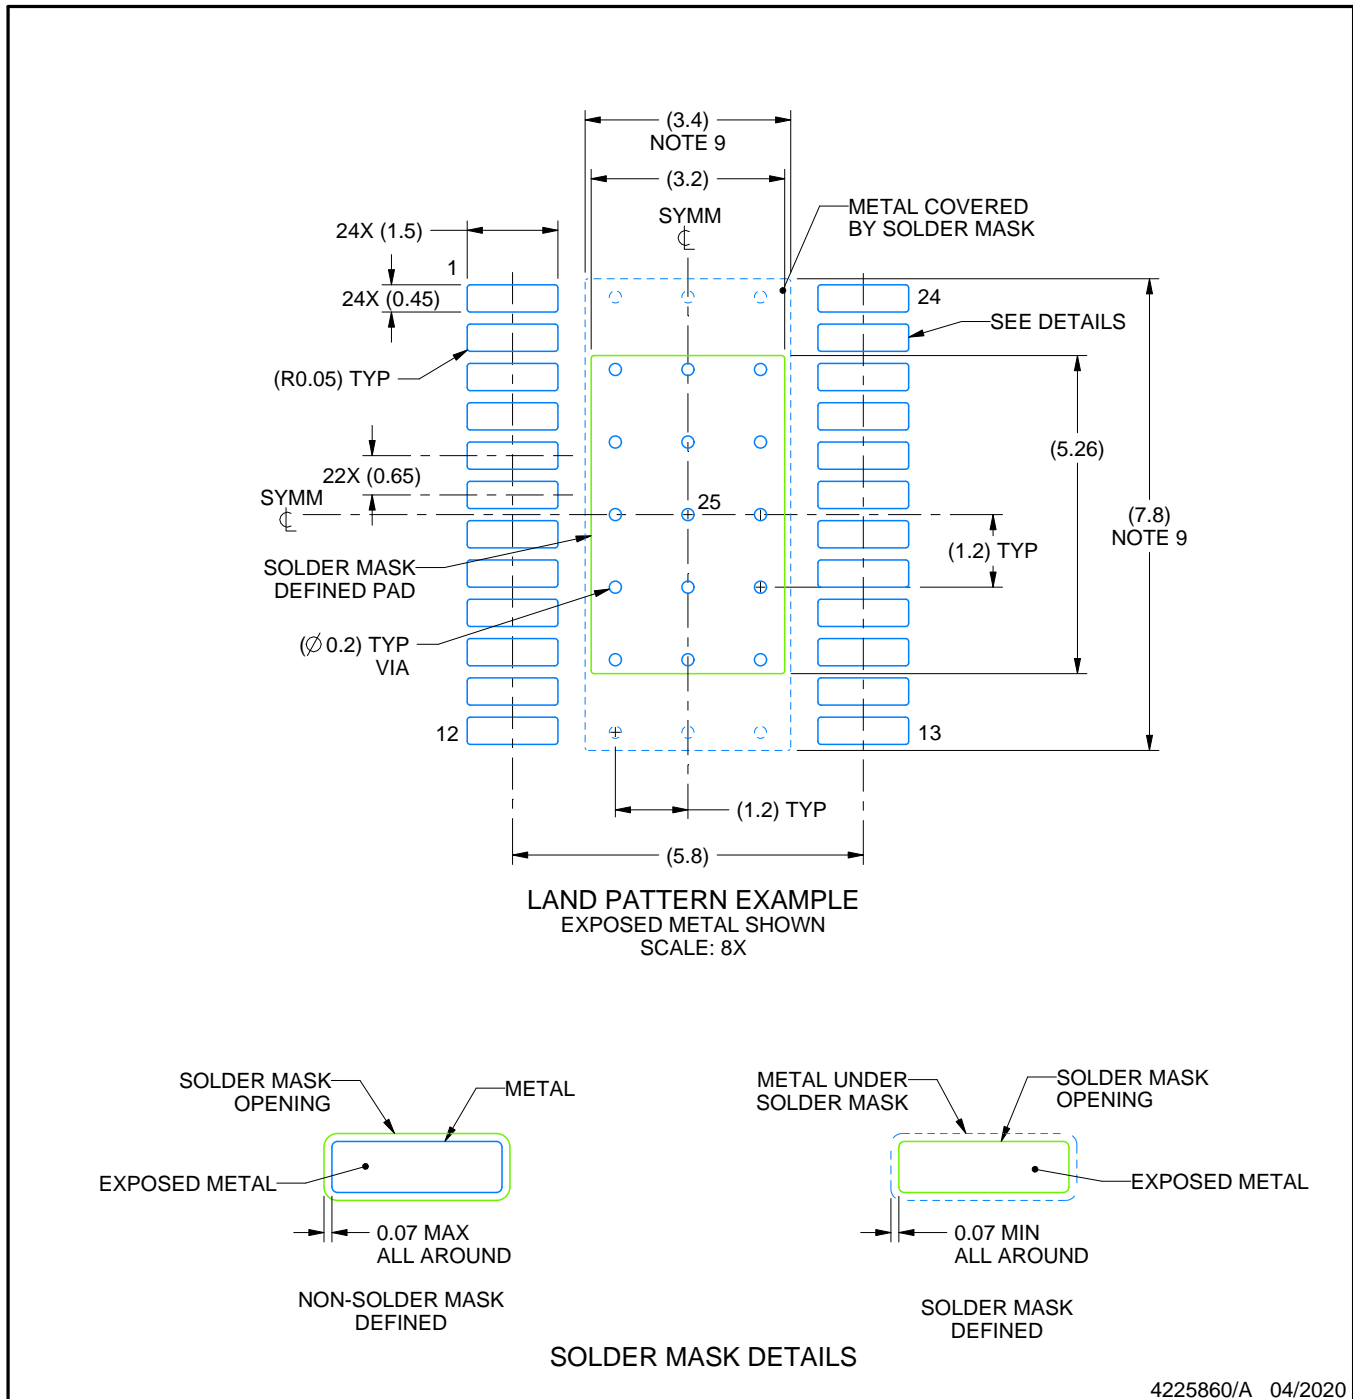 (3.4)
NOTE 9
(3.2)
SYMM
METAL COVERED
BY SOLDER MASK
24X (1.5)
1
24X (0.45)
24
SEE DETAILS
(R0.05) TYP
(5.26)
22X (0.65)
SYMM
25
(7.8)
NOTE 9
(1.2) TYP
SOLDER MASK
DEFINED PAD
(∅ 0.2) TYP
VIA
12
13
(1.2) TYP
(5.8)
LAND PATTERN EXAMPLE
EXPOSED METAL SHOWN
SCALE: 8X
SOLDER MASK
OPENING
METAL
EXPOSED METAL
0.07 MAX
ALL AROUND
NON-SOLDER MASK
DEFINED
METAL UNDER
SOLDER MASK
SOLDER MASK
OPENING
EXPOSED METAL
0.07 MIN
ALL AROUND
SOLDER MASK
DEFINED
SOLDER MASK DETAILS
4225860/A 04/2020